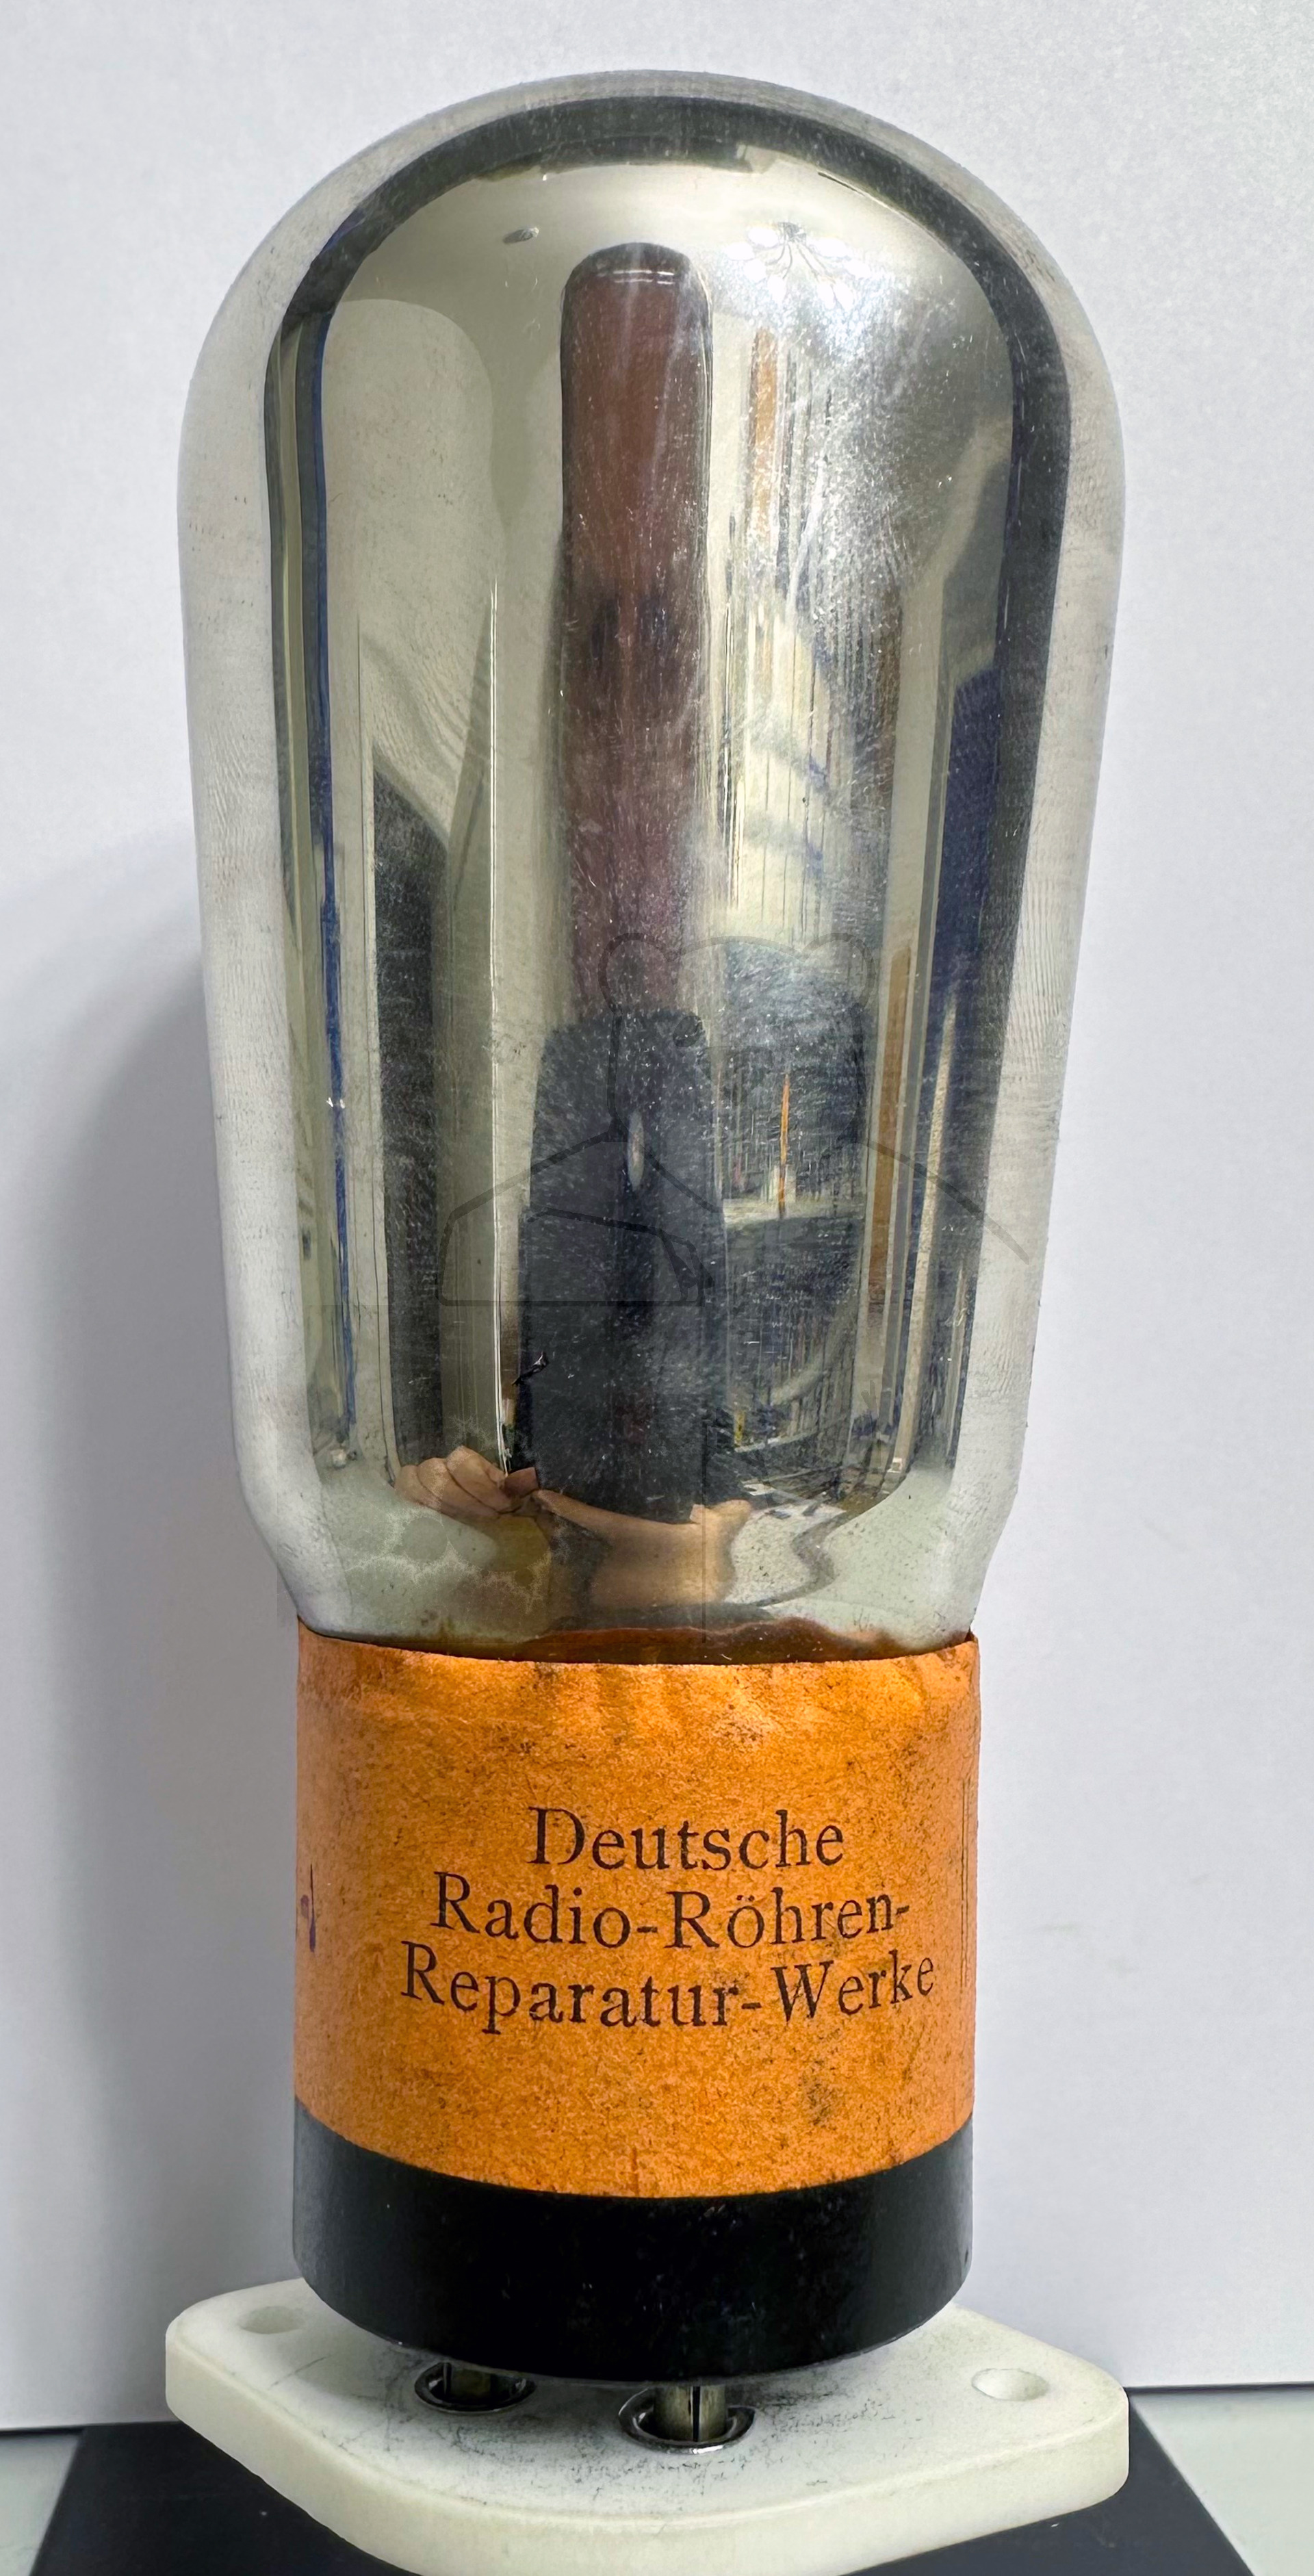 Deutsche
Radio-Röhren-
Reparatur-Werke